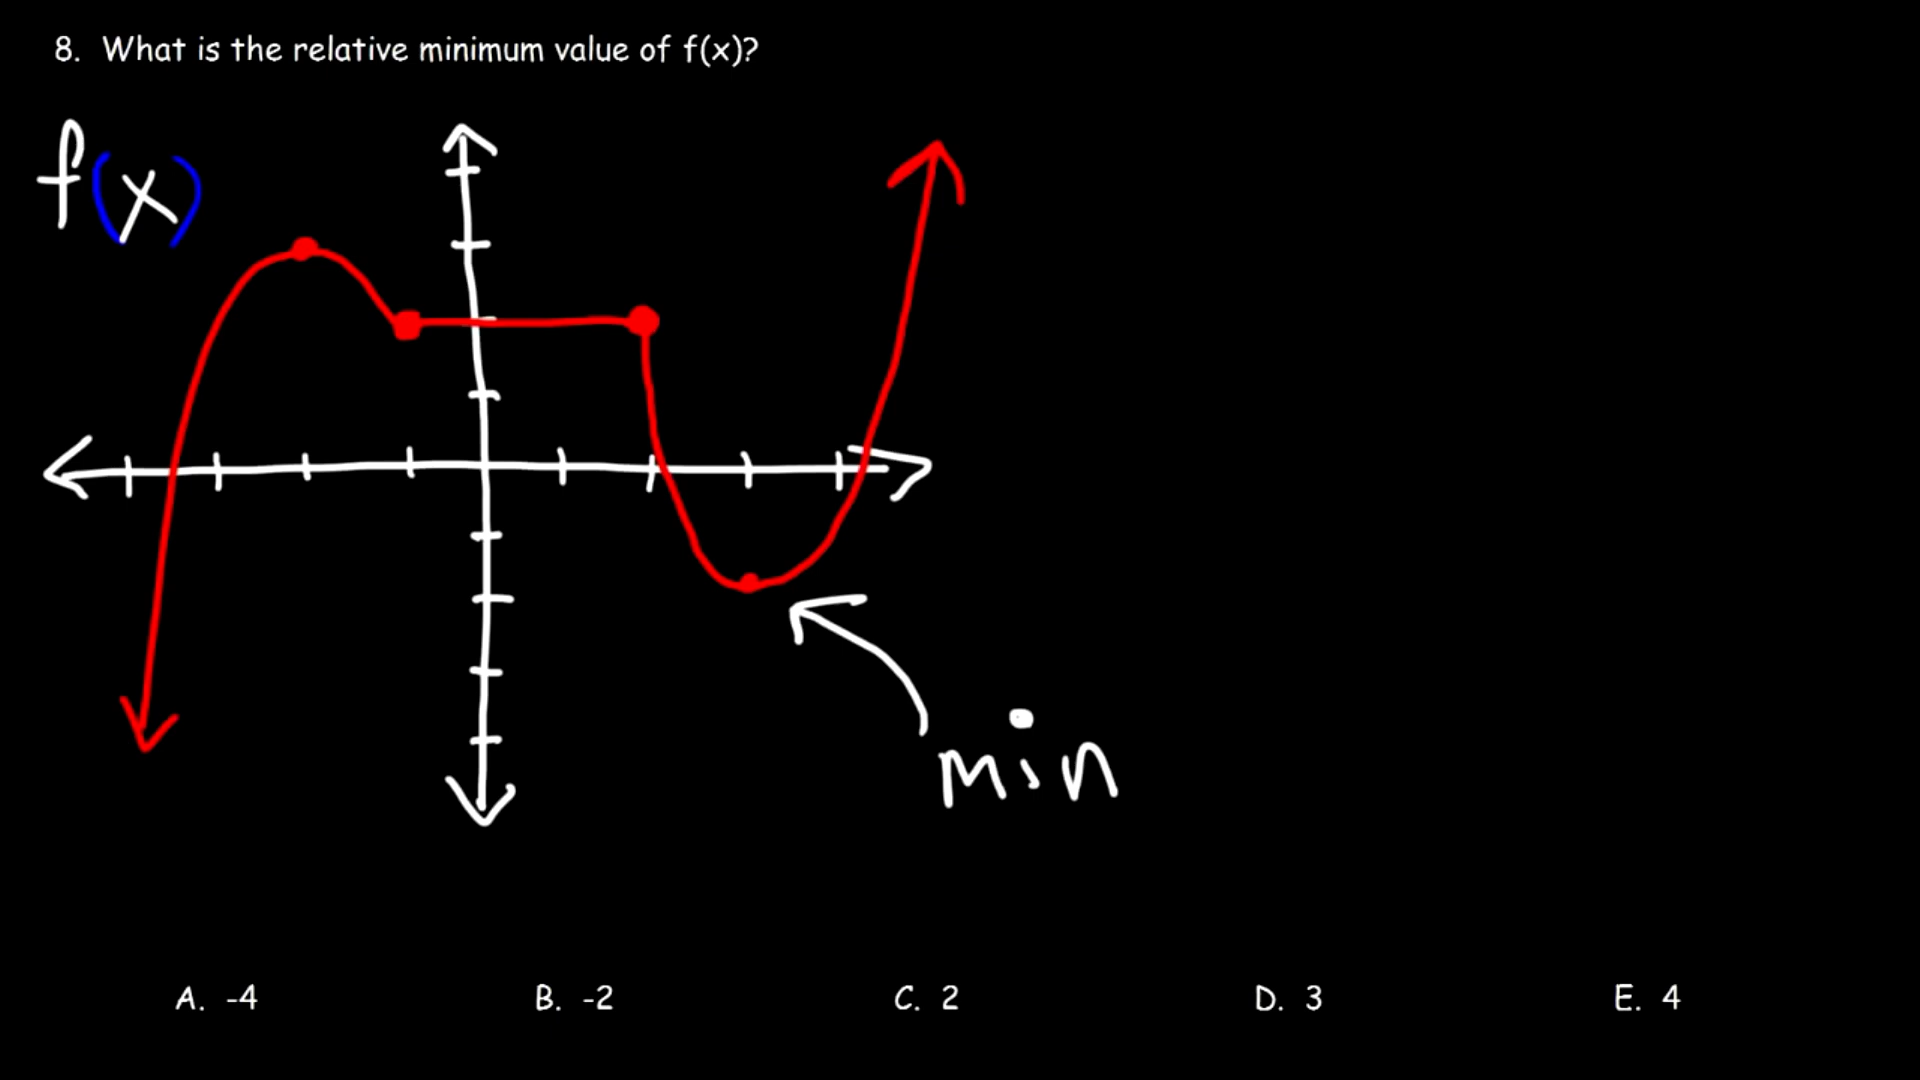 8. What is the relative minimum value of f(x)?
f(x)
min
A. -4 B. -2 C. 2 D. 3 E. 4